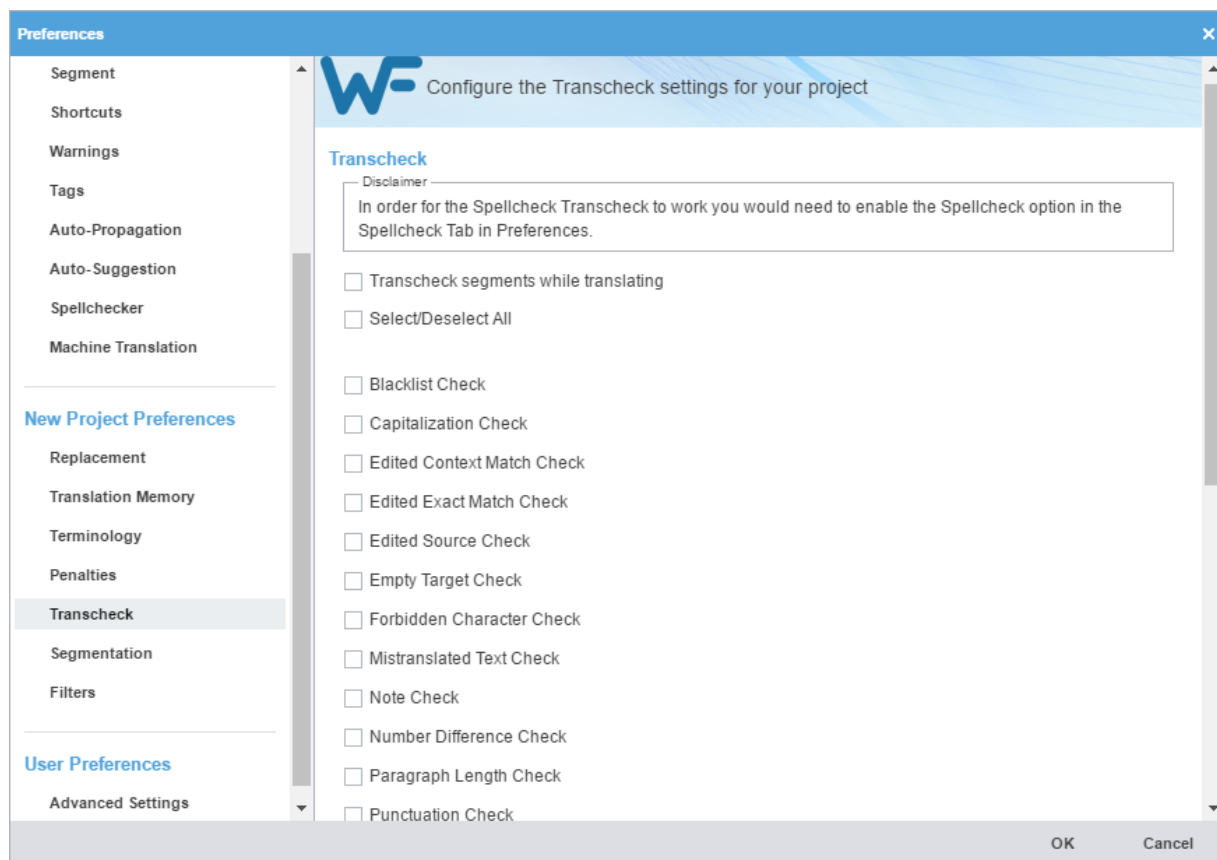 Preferences
Segment
Shortcuts
Warnings
Tags
Auto-Propagation
Auto-Suggestion
Spellchecker
Machine Translation
New Project Preferences
Replacement
Translation Memory
Terminology
Penalties
Transcheck
Segmentation
Filters
User Preferences
Advanced Settings
WF
Configure the Transcheck settings for your project
Transcheck
Disclaimer
In order for the Spellcheck Transcheck to work you would need to enable the Spellcheck option in the
Spellcheck Tab in Preferences.
Transcheck segments while translating
Select/Deselect All
Blacklist Check
Capitalization Check
Edited Context Match Check
Edited Exact Match Check
Edited Source Check
Empty Target Check
Forbidden Character Check
Mistranslated Text Check
Note Check
Number Difference Check
Paragraph Length Check
Punctuation Check
OK
Cancel